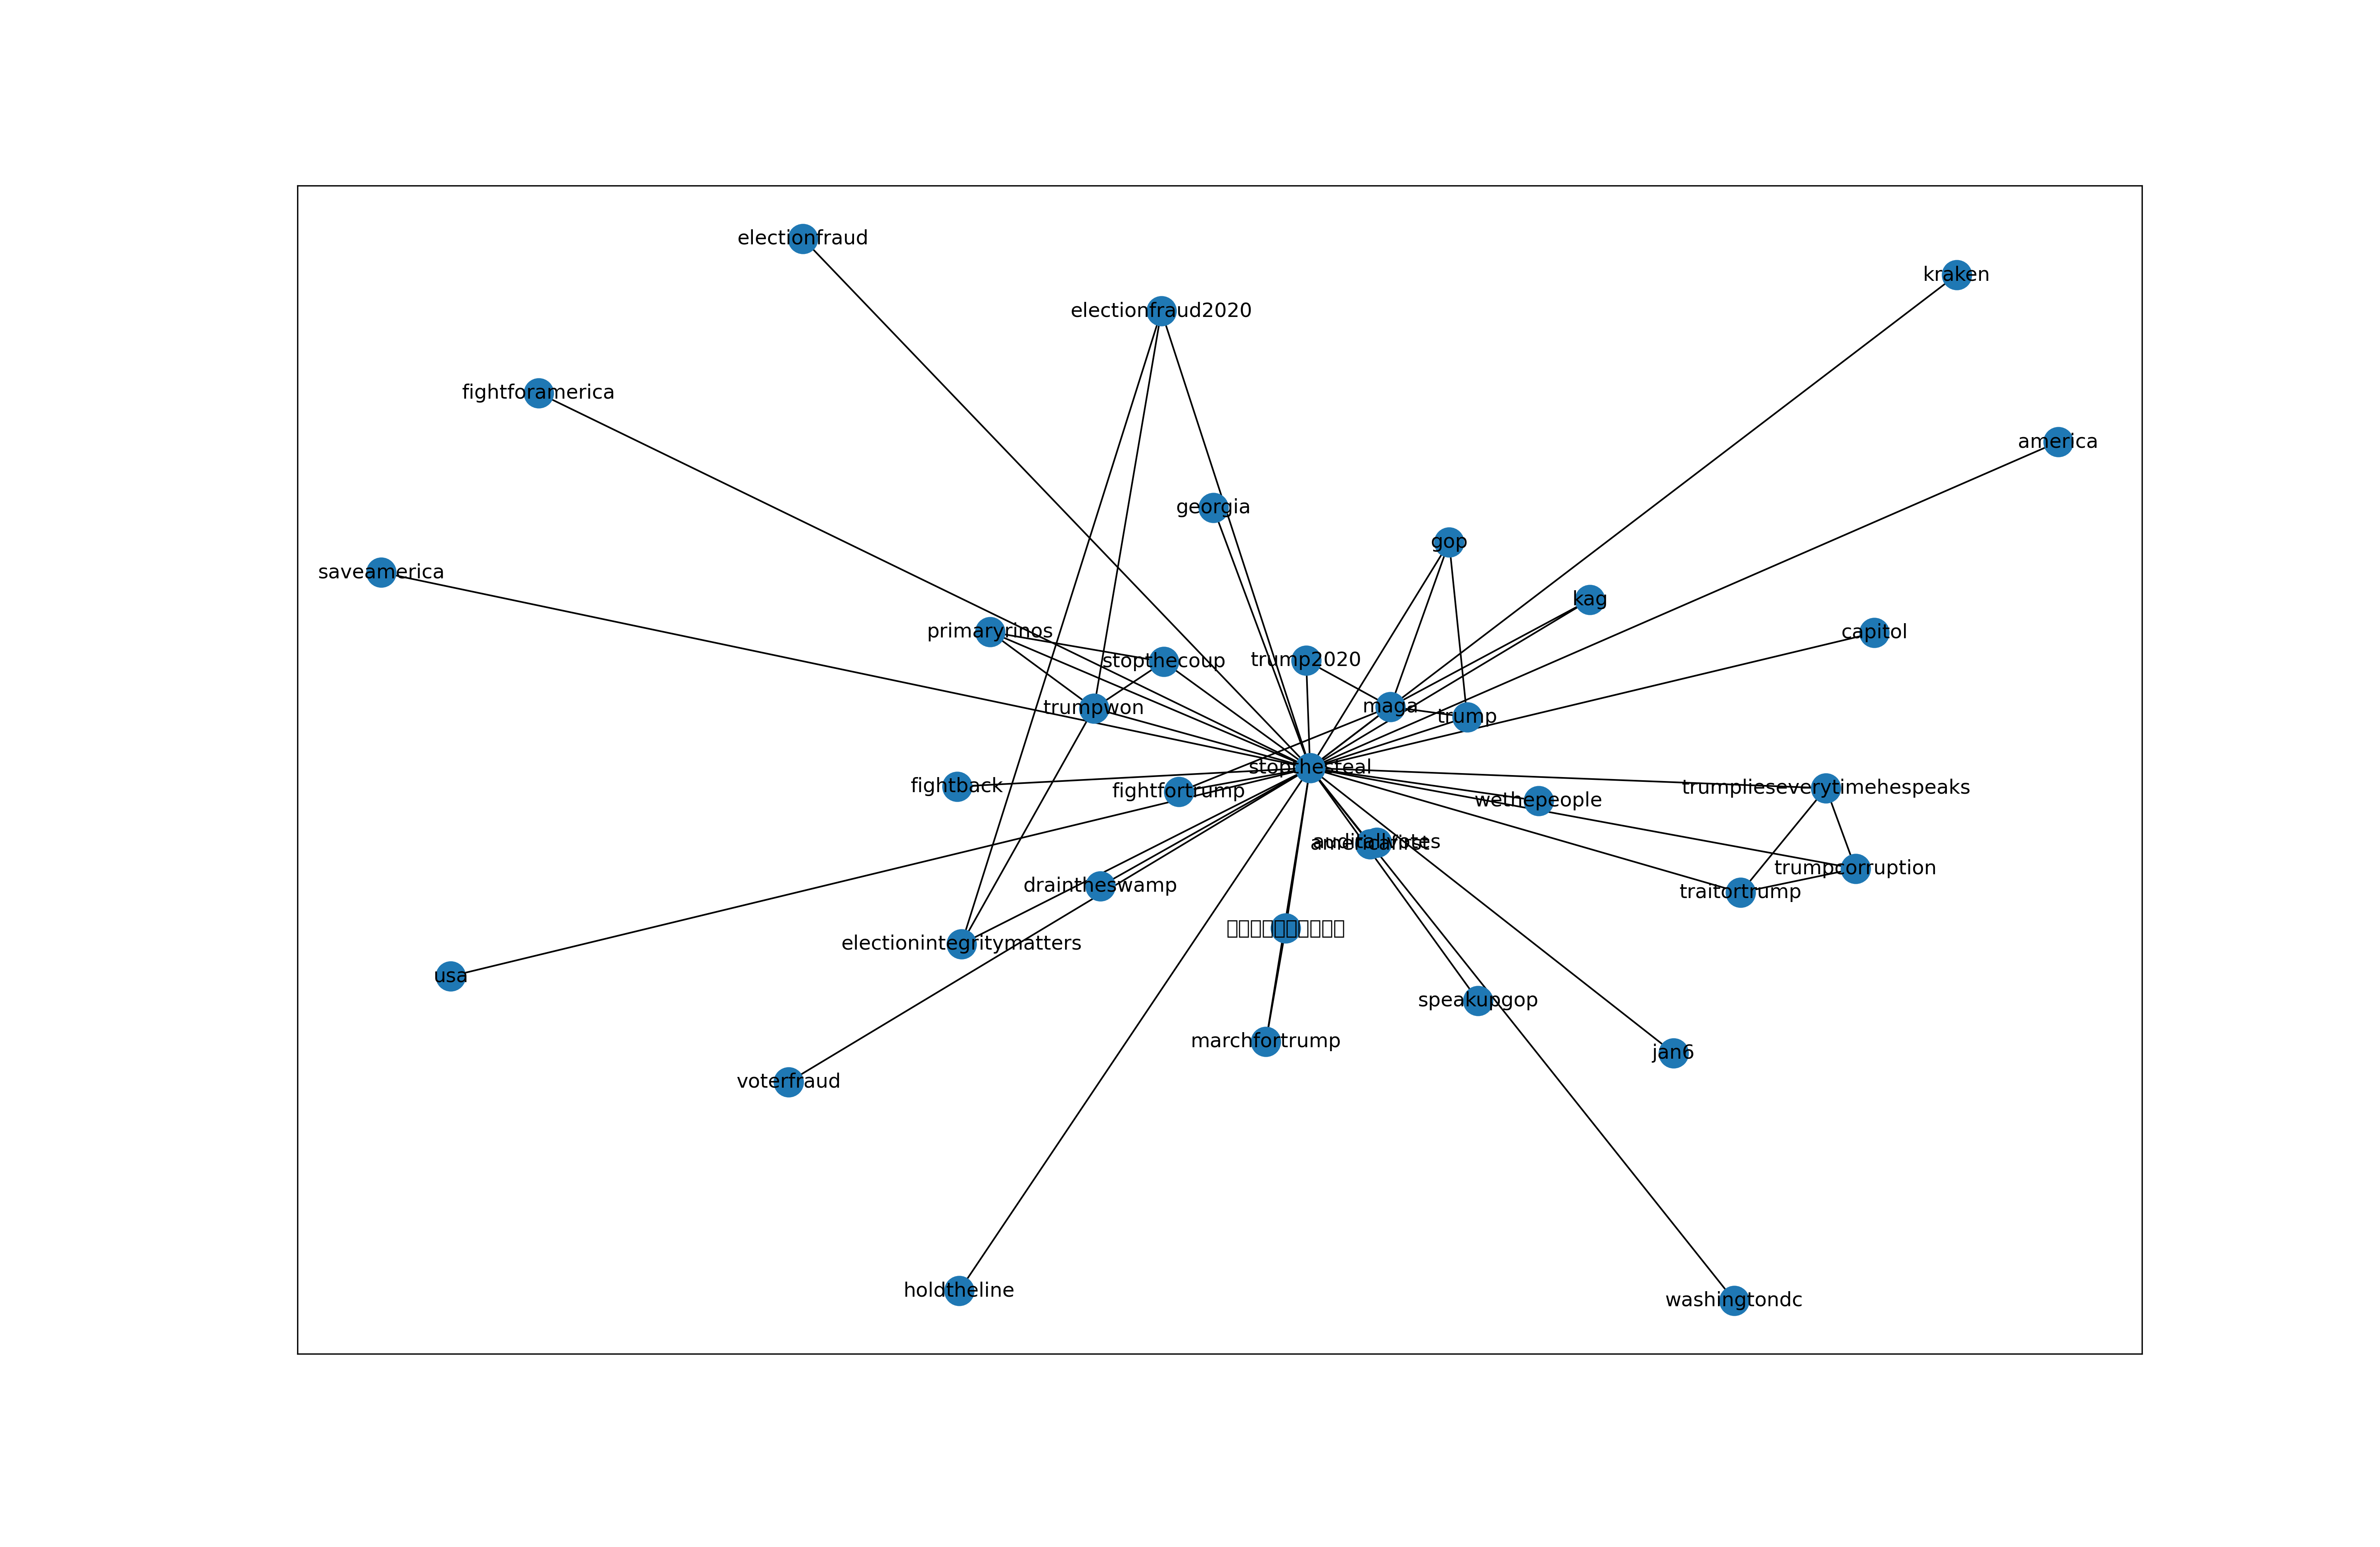 electionfraud
kraken
electionfraud2020
fightforamerica
america
georgia
gop
saveamerica
kag
primaryrinos
capitol
stopthecoup
trump2020
trumpwon
maga
trump
stopthesteal
fightback
fightfortrump
trumplieseverytimehespeaks
wethepeople
auditallvotes
americafirst
trumpcorruption
draintheswamp
traitortrump
electionintegritymatters
usa
speakupgop
marchfortrump
jan6
voterfraud
holdtheline
washingtondc